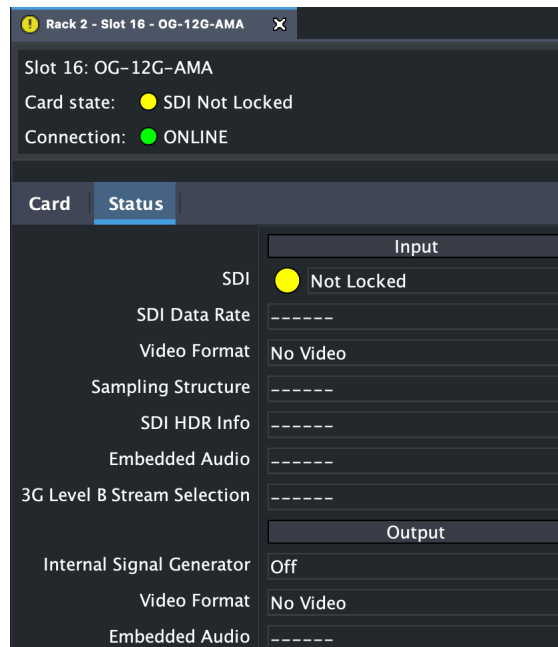 Rack 2 - Slot 16 - OG-12G-AMA
Slot 16: OG-12G-AMA
Card state: SDI Not Locked
Connection: ONLINE
Card Status
Input
SDI Not Locked
SDI Data Rate ------
Video Format No Video
Sampling Structure ------
SDI HDR Info ------
Embedded Audio ------
3G Level B Stream Selection ------
Output
Internal Signal Generator Off
Video Format No Video
Embedded Audio ------